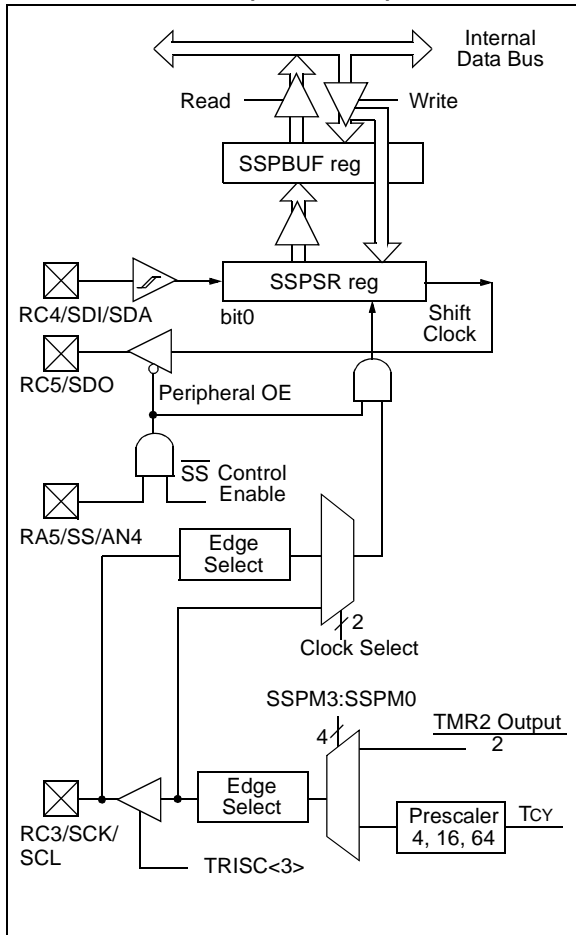 Internal
Data Bus
Read
Write
SSPBUF reg
SSPSR reg
RC4/SDI/SDA
bit0
Shift
Clock
RC5/SDO
Peripheral OE
SS Control
Enable
RA5/SS/AN4
Edge
Select
2
Clock Select
SSPM3:SSPM0
TMR2 Output
2
4
Edge
Select
Prescaler
4, 16, 64
TCY
RC3/SCK/
SCL
TRISC<3>